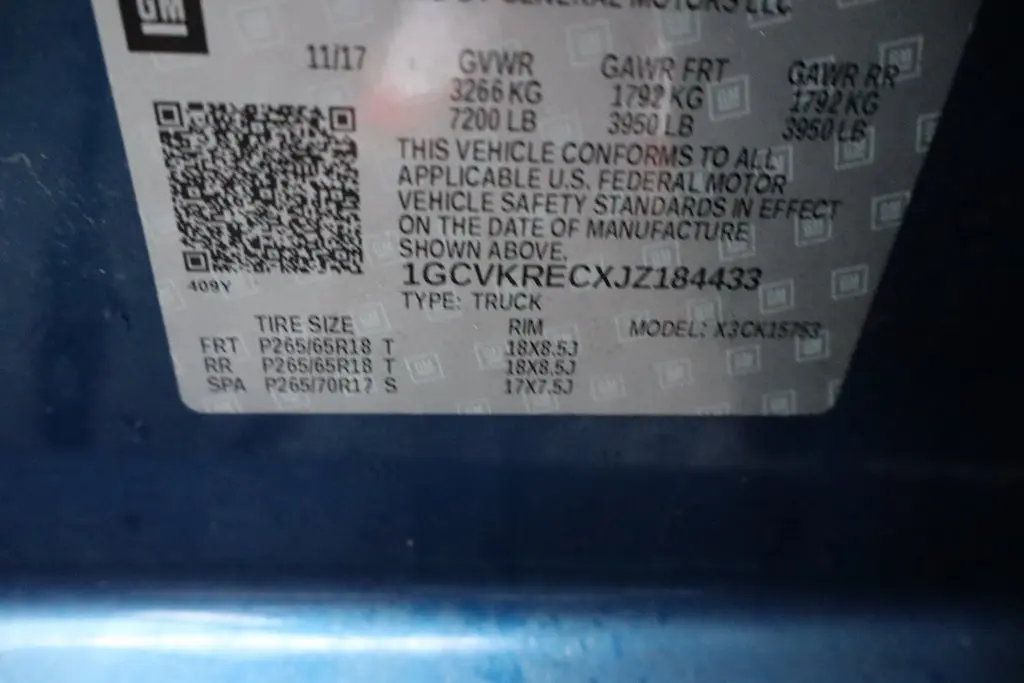 GM
GENERAL MOTORS LLC
11/17 GVWR GAWR FRT GAWR RR
3266 KG 1792 KG 1792 KG
7200 LB 3950 LB 3950 LB
THIS VEHICLE CONFORMS TO ALL
APPLICABLE U.S. FEDERAL MOTOR
VEHICLE SAFETY STANDARDS IN EFFECT
ON THE DATE OF MANUFACTURE
SHOWN ABOVE.
1GCVKRECXJZ184433
409Y
TYPE: TRUCK
TIRE SIZE RIM MODEL: X3CK15753
FRT P265/65R18 T 18X8.5J
RR P265/65R18 T 18X8.5J
SPA P265/70R17 S 17X7.5J